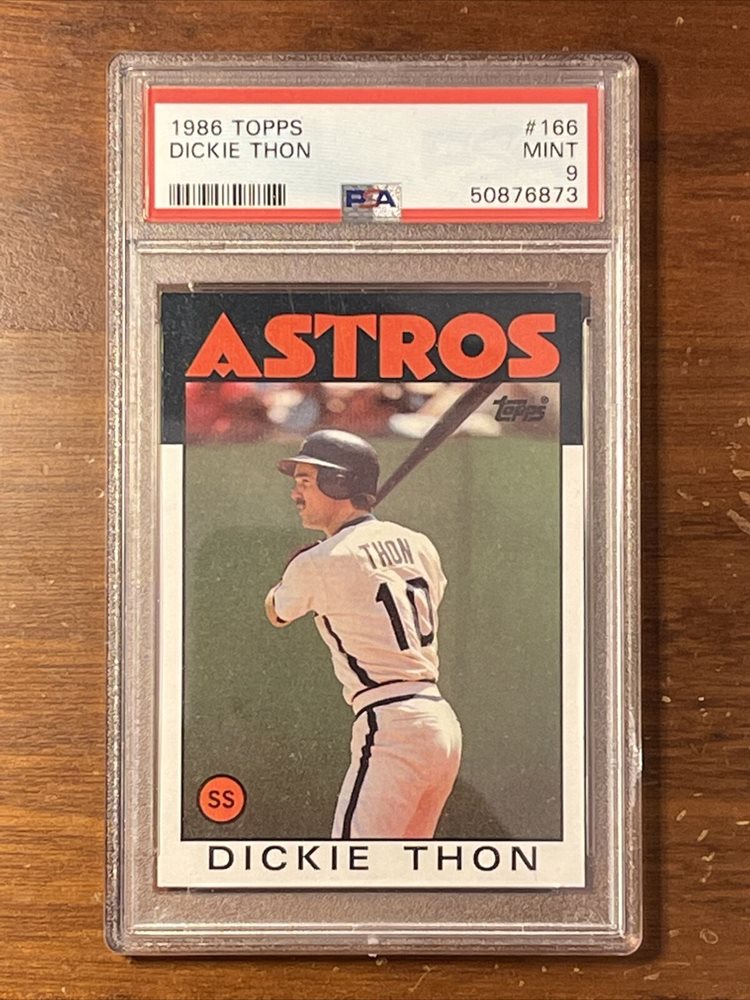 1986 TOPPS #166
DICKIE THON MINT
9
PSA 50876873
ASTROS
topps®
THON
10
SS
DICKIE THON